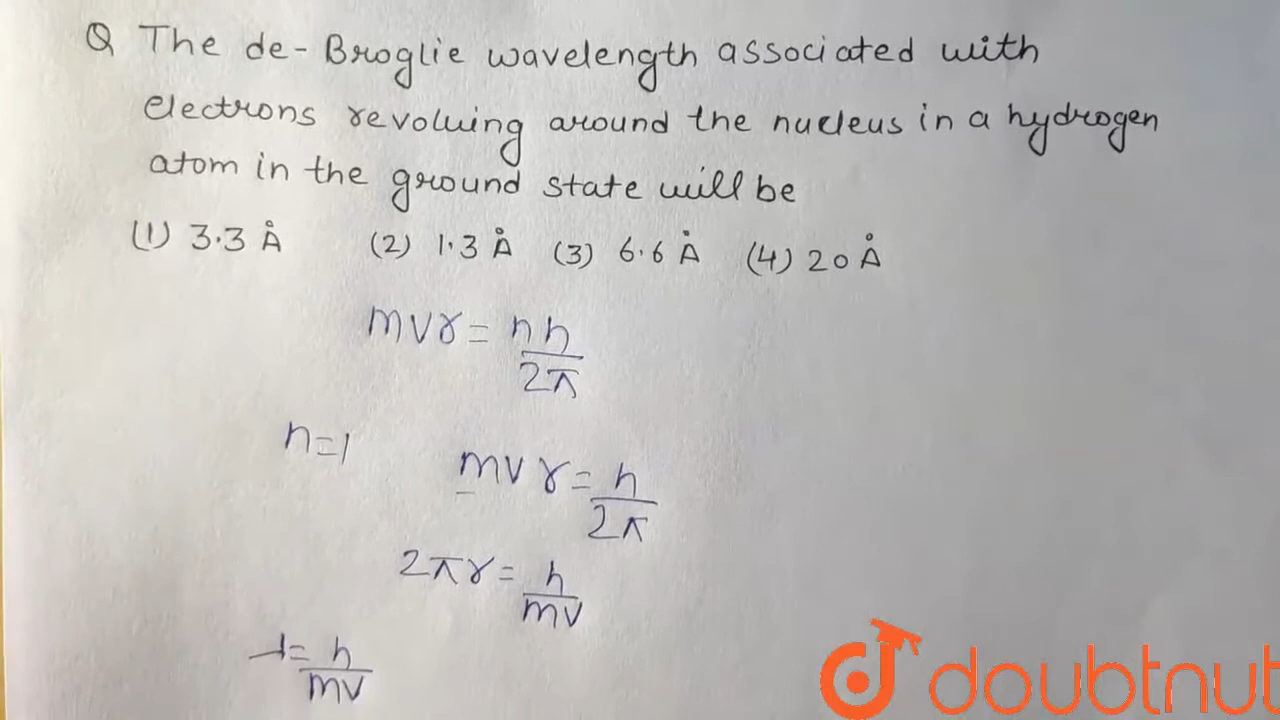 Q The de-Broglie wavelength associated with
electrons revolving around the nucleus in a hydrogen
atom in the ground state will be
(1) 3.3 Å (2) 1.3 Å (3) 6.6 Å (4) 20 Å
mvr = nh/2π
n=1 mvr = h/2π
2πr = h/mv
λ = h/mv
doubtnut